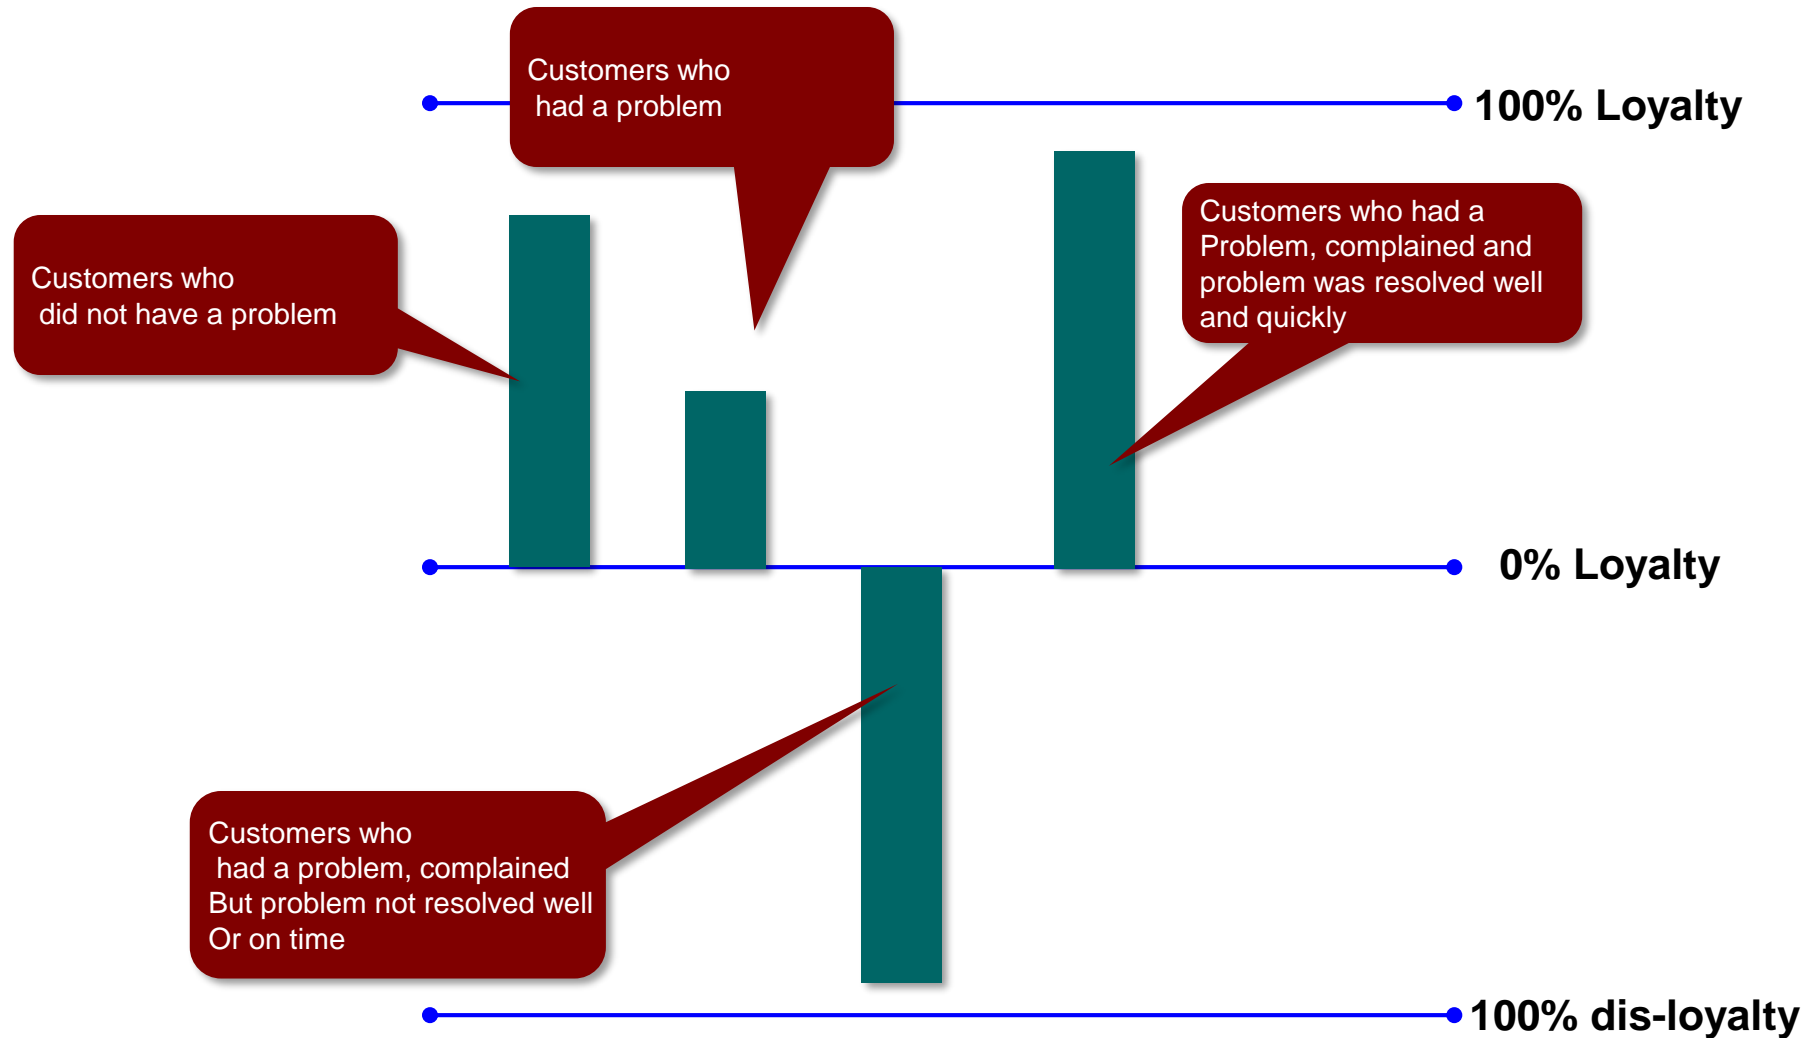 Customers who
had a problem
100% Loyalty
Customers who
did not have a problem
Customers who had a
Problem, complained and
problem was resolved well
and quickly
0% Loyalty
Customers who
had a problem, complained
But problem not resolved well
Or on time
100% dis-loyalty